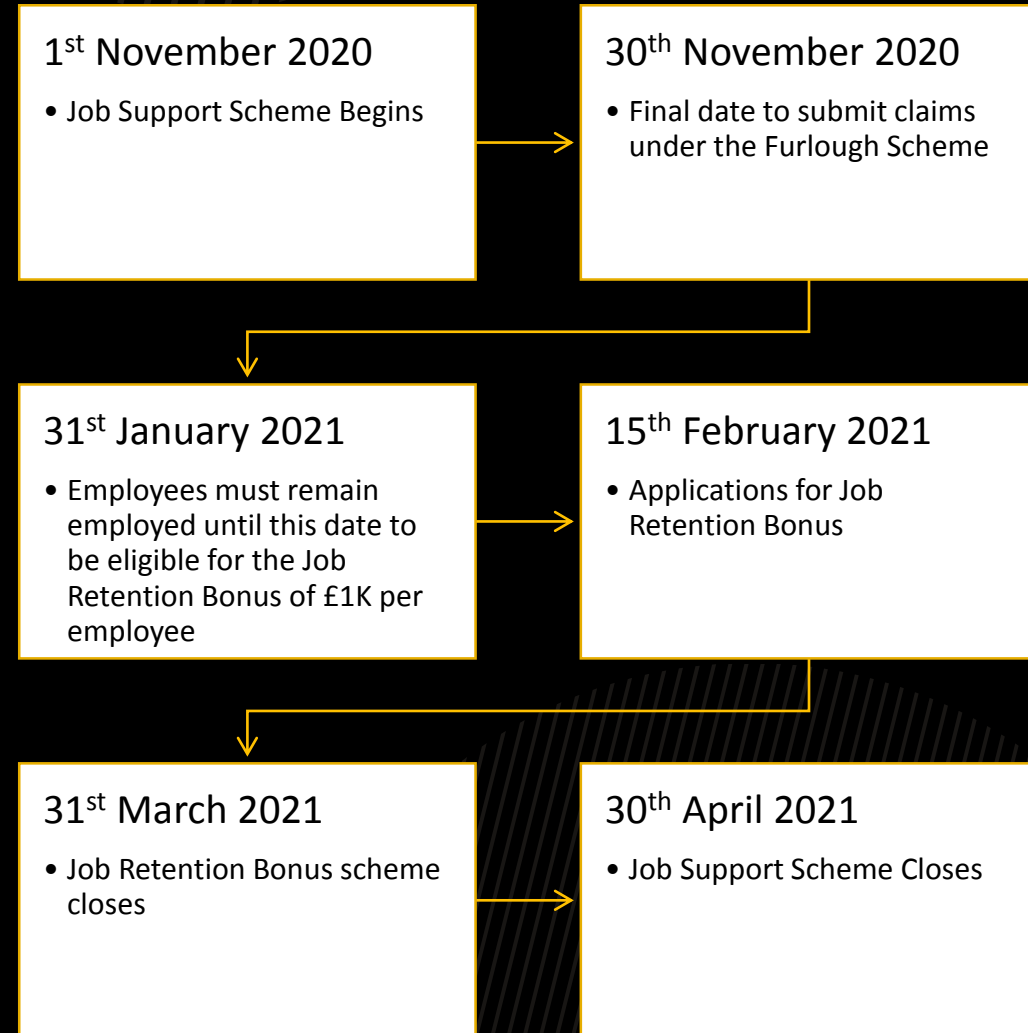 1st November 2020
• Job Support Scheme Begins
30th November 2020
• Final date to submit claims
under the Furlough Scheme
31st January 2021
• Employees must remain
employed until this date to
be eligible for the Job
Retention Bonus of £1K per
employee
15th February 2021
• Applications for Job
Retention Bonus
31st March 2021
• Job Retention Bonus scheme
closes
30th April 2021
• Job Support Scheme Closes